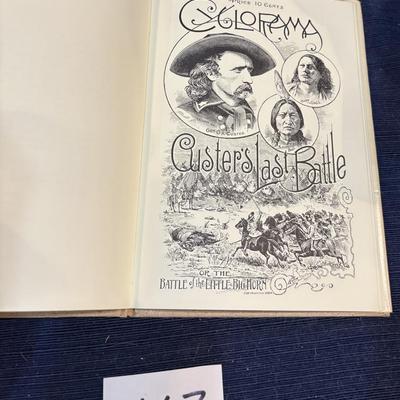 PRICE 10 CENTS
CYCLORAMA
GEN. G.A. CUSTER
CUSTER'S LAST BATTLE
OR THE
BATTLE OF THE LITTLE BIG HORN